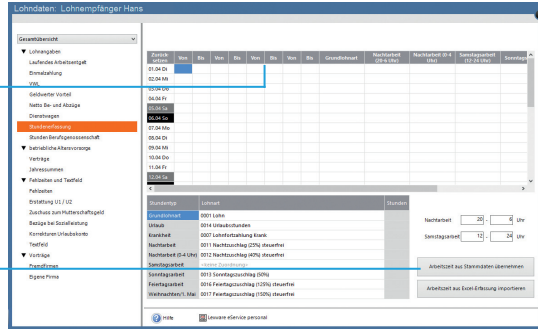 Lohndaten: Lohnempfänger Hans
Gesamtübersicht
Lohnangaben
Laufendes Arbeitsentgelt
Einmalzahlung
VWL
Geldwerter Vorteil
Netto Be- und Abzüge
Dienstwagen
Stundenerfassung
Stunden Berufsgenossenschaft
betriebliche Altersvorsorge
Verträge
Jahressummen
Fehlzeiten und Textfeld
Fehlzeiten
Erstattung U1 / U2
Zuschuss zum Mutterschaftsgeld
Bezüge bei Sozialleistung
Korrekturen Urlaubskonto
Textfeld
Vorträge
Fremdfirmen
Eigene Firma
Zurück setzen Von Bis Von Bis Von Bis Von Bis Von Bis Grundlohnart Nachtarbeit (20-6 Uhr) Nachtarbeit (0-4 Uhr) Samstagsarbeit (12-24 Uhr) Sonntags
01.04 Di
02.04 Mi
03.04 Do
04.04 Fr
05.04 Sa
06.04 So
07.04 Mo
08.04 Di
09.04 Mi
10.04 Do
11.04 Fr
12.04 Sa
Stundentyp Lohnart Stunden
Grundlohnart 0001 Lohn
Urlaub 0014 Urlaubsstunden
Krankheit 0007 Lohnfortzahlung Krank
Nachtarbeit 0011 Nachtzuschlag (25%) steuerfrei
Nachtarbeit (0-4 Uhr) 0012 Nachtzuschlag (40%) steuerfrei
Samstagsarbeit <keine Zuordnung>
Sonntagsarbeit 0013 Sonntagszuschlag (50%)
Feiertagsarbeit 0016 Feiertagszuschlag (125%) steuerfrei
Weihnachten/1. Mai 0017 Feiertagszuschlag (150%) steuerfrei
Nachtarbeit 20 - 6 Uhr
Samstagsarbeit 12 - 24 Uhr
Arbeitszeit aus Stammdaten übernehmen
Arbeitszeit aus Excel-Erfassung importieren
Hilfe Lexware eService personal